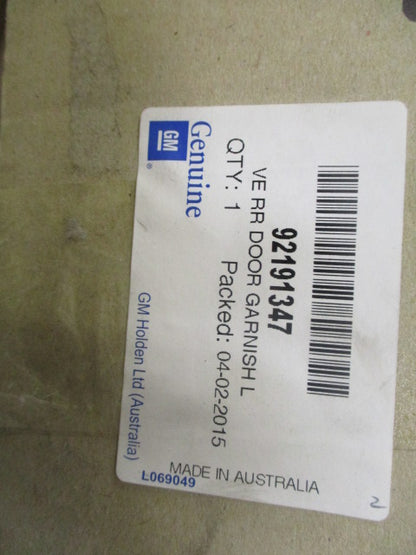 92191347
VE RR DOOR GARNISH L
QTY: 1 Packed: 04-02-2015
Genuine
GM
®
GM Holden Ltd (Australia)
MADE IN AUSTRALIA
L069049
2